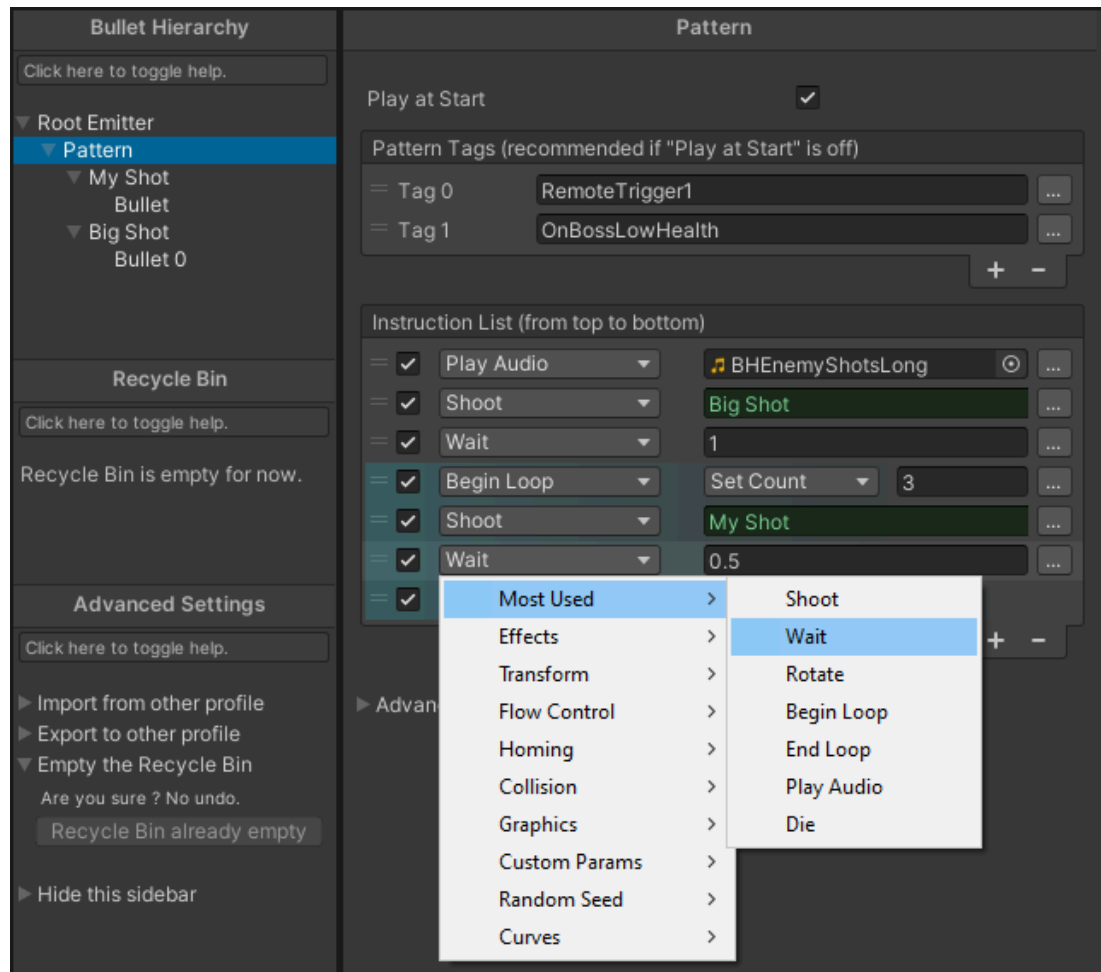 Bullet Hierarchy
Click here to toggle help.
Root Emitter
Pattern
My Shot
Bullet
Big Shot
Bullet 0
Recycle Bin
Click here to toggle help.
Recycle Bin is empty for now.
Advanced Settings
Click here to toggle help.
Import from other profile
Export to other profile
Empty the Recycle Bin
Are you sure ? No undo.
Recycle Bin already empty
Hide this sidebar
Pattern
Play at Start
Pattern Tags (recommended if "Play at Start" is off)
Tag 0 RemoteTrigger1 ...
Tag 1 OnBossLowHealth ...
+ -
Instruction List (from top to bottom)
Play Audio BHEnemyShotsLong ...
Shoot Big Shot ...
Wait 1 ...
Begin Loop Set Count 3 ...
Shoot My Shot ...
Wait 0.5 ...
+ -
Advan
Most Used
Effects
Transform
Flow Control
Homing
Collision
Graphics
Custom Params
Random Seed
Curves
Shoot
Wait
Rotate
Begin Loop
End Loop
Play Audio
Die